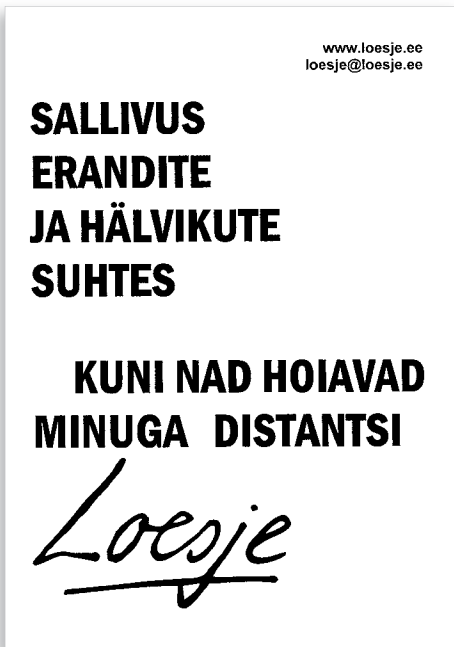 www.loesje.ee
loesje@loesje.ee
SALLIVUS
ERANDITE
JA HÄLVIKUTE
SUHTES
KUNI NAD HOIAVAD
MINUGA DISTANTSI
Loesje